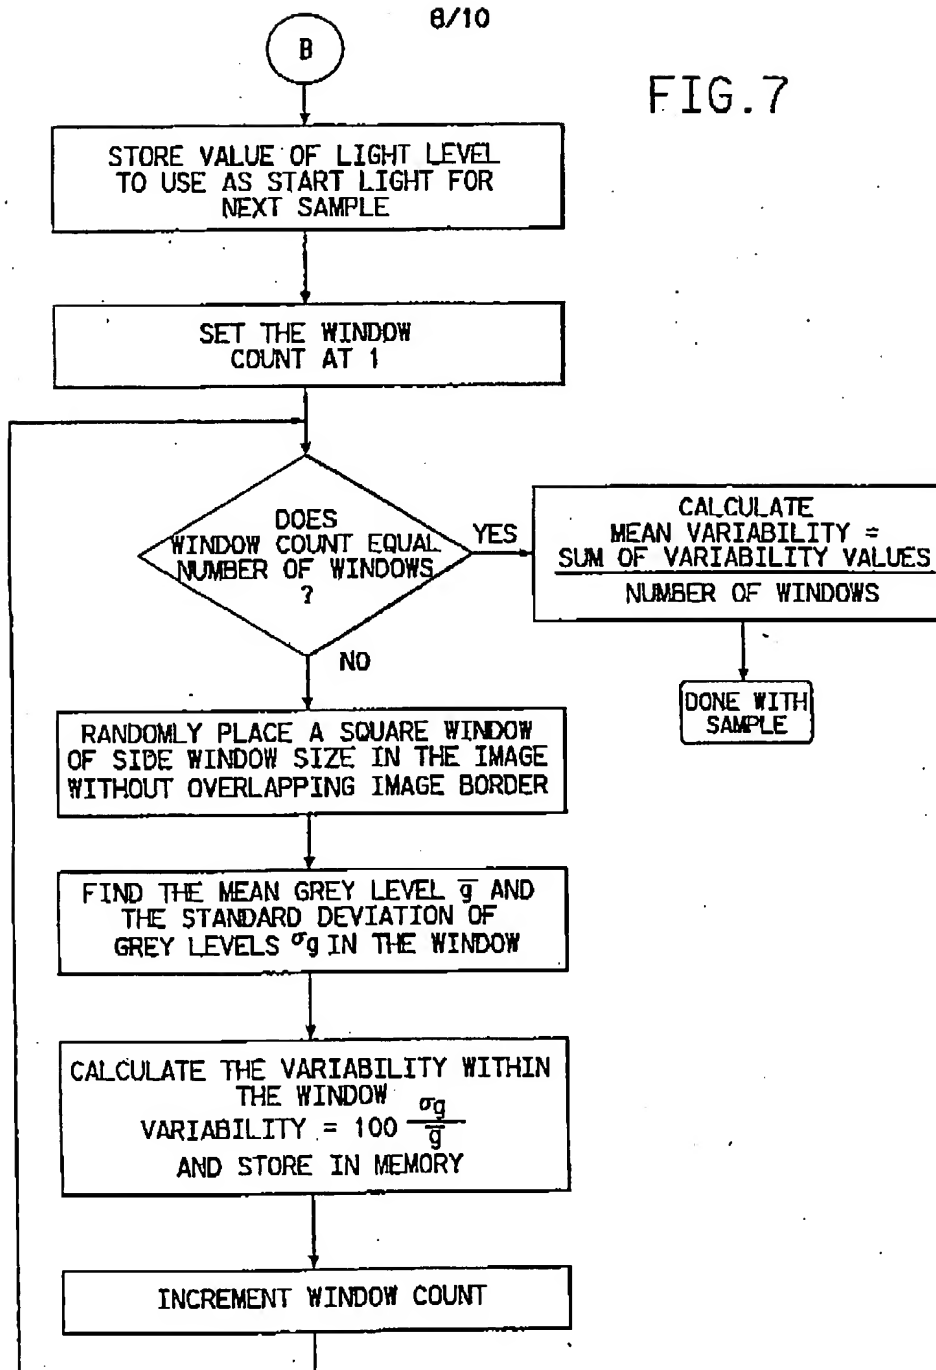 8/10
B
FIG.7
STORE VALUE OF LIGHT LEVEL
TO USE AS START LIGHT FOR
NEXT SAMPLE
SET THE WINDOW
COUNT AT 1
DOES
WINDOW COUNT EQUAL
NUMBER OF WINDOWS
?
YES
CALCULATE
MEAN VARIABILITY =
SUM OF VARIABILITY VALUES
NUMBER OF WINDOWS
DONE WITH
SAMPLE
NO
RANDOMLY PLACE A SQUARE WINDOW
OF SIDE WINDOW SIZE IN THE IMAGE
WITHOUT OVERLAPPING IMAGE BORDER
FIND THE MEAN GREY LEVEL g̅ AND
THE STANDARD DEVIATION OF
GREY LEVELS σg IN THE WINDOW
CALCULATE THE VARIABILITY WITHIN
THE WINDOW
VARIABILITY = 100 σg/g̅
AND STORE IN MEMORY
INCREMENT WINDOW COUNT